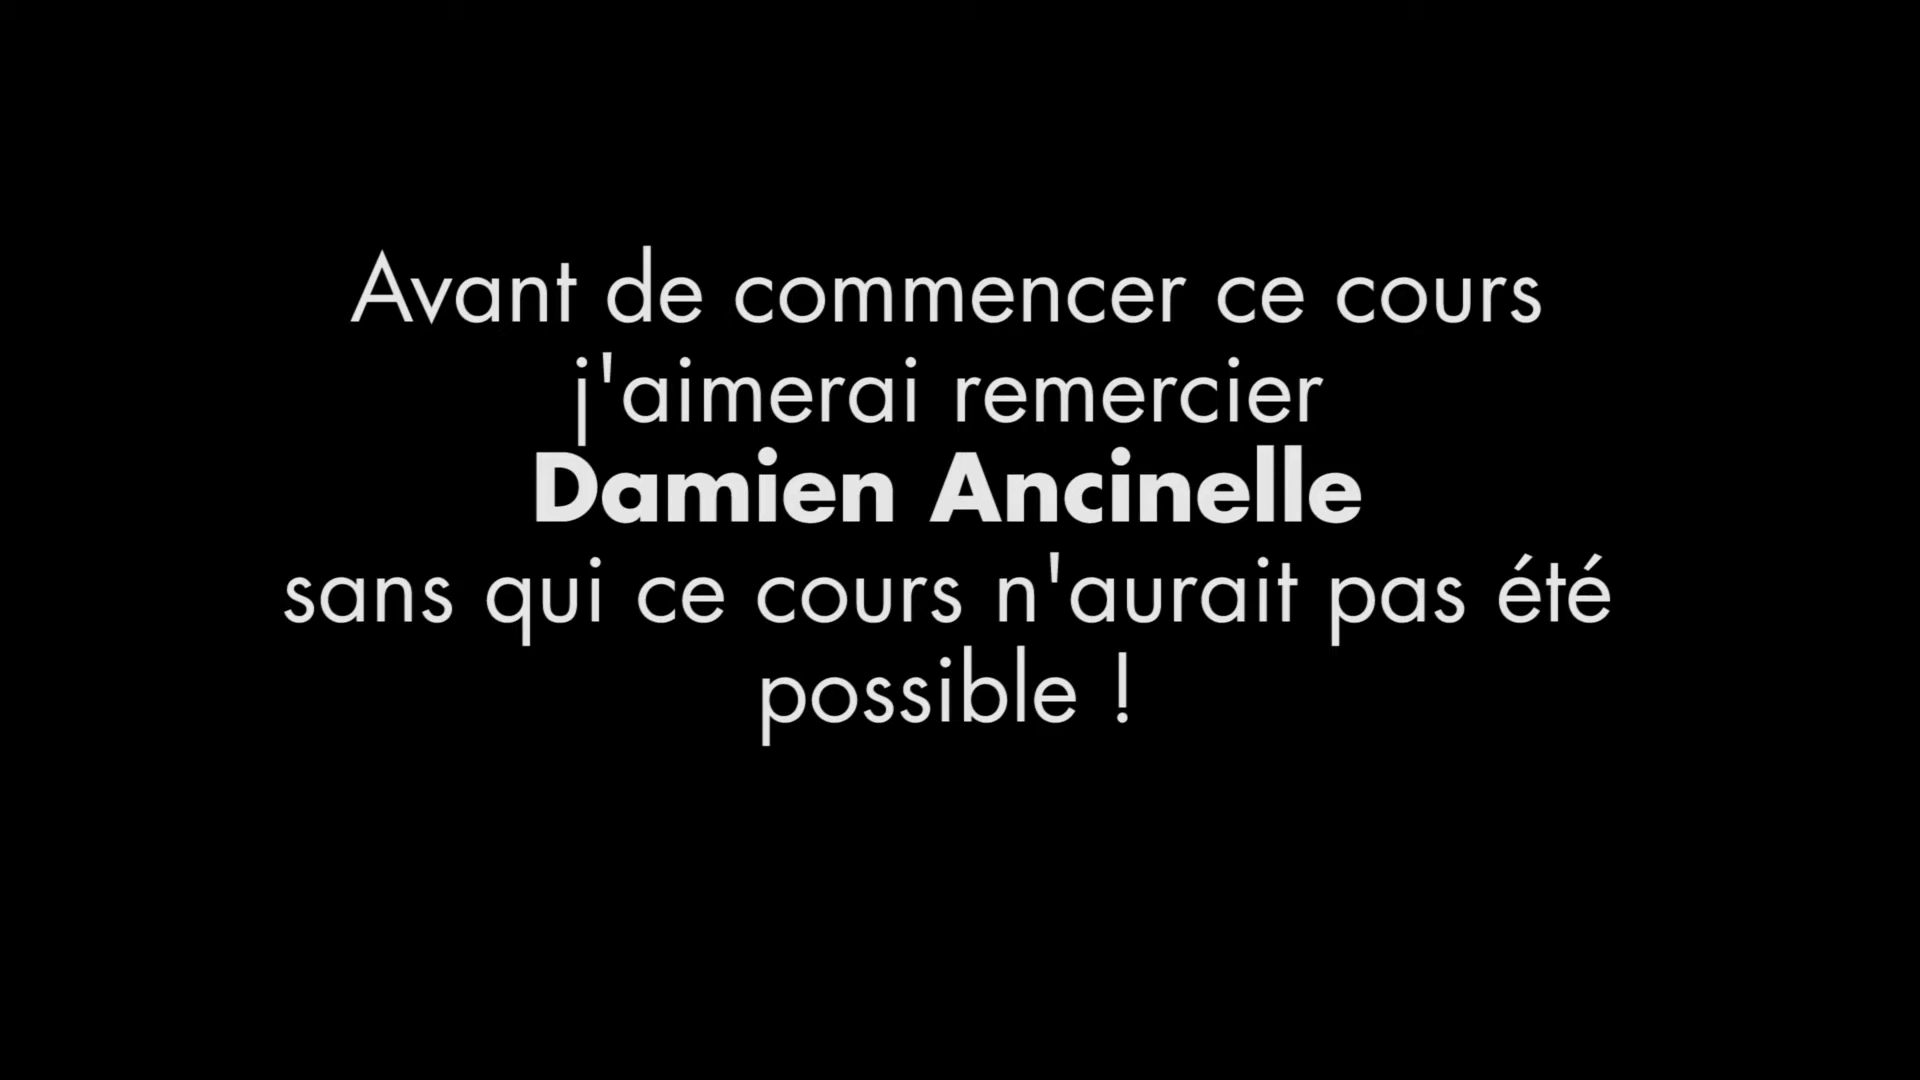 Avant de commencer ce cours
j'aimerai remercier
Damien Ancinelle
sans qui ce cours n'aurait pas été
possible !